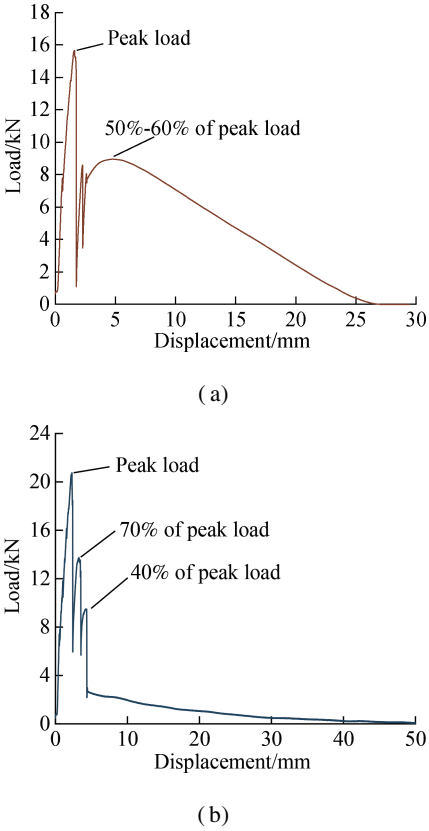 18
Peak load
16
14
12
50%-60% of peak load
10
8
6
4
2
0
Load/kN
0 5 10 15 20 25 30
Displacement/mm
(a)
24
Peak load
20
70% of peak load
16
40% of peak load
12
8
4
0
Load/kN
0 10 20 30 40 50
Displacement/mm
(b)